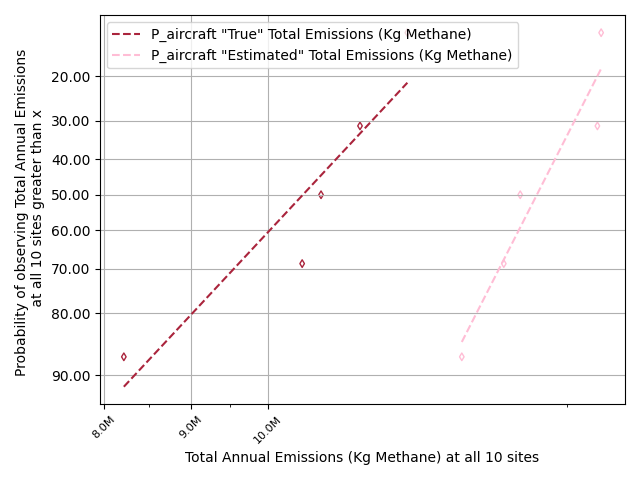 P_aircraft "True" Total Emissions (Kg Methane)
P_aircraft "Estimated" Total Emissions (Kg Methane)
Probability of observing Total Annual Emissions
at all 10 sites greater than x
20.00
30.00
40.00
50.00
60.00
70.00
80.00
90.00
8.0M
9.0M
10.0M
Total Annual Emissions (Kg Methane) at all 10 sites